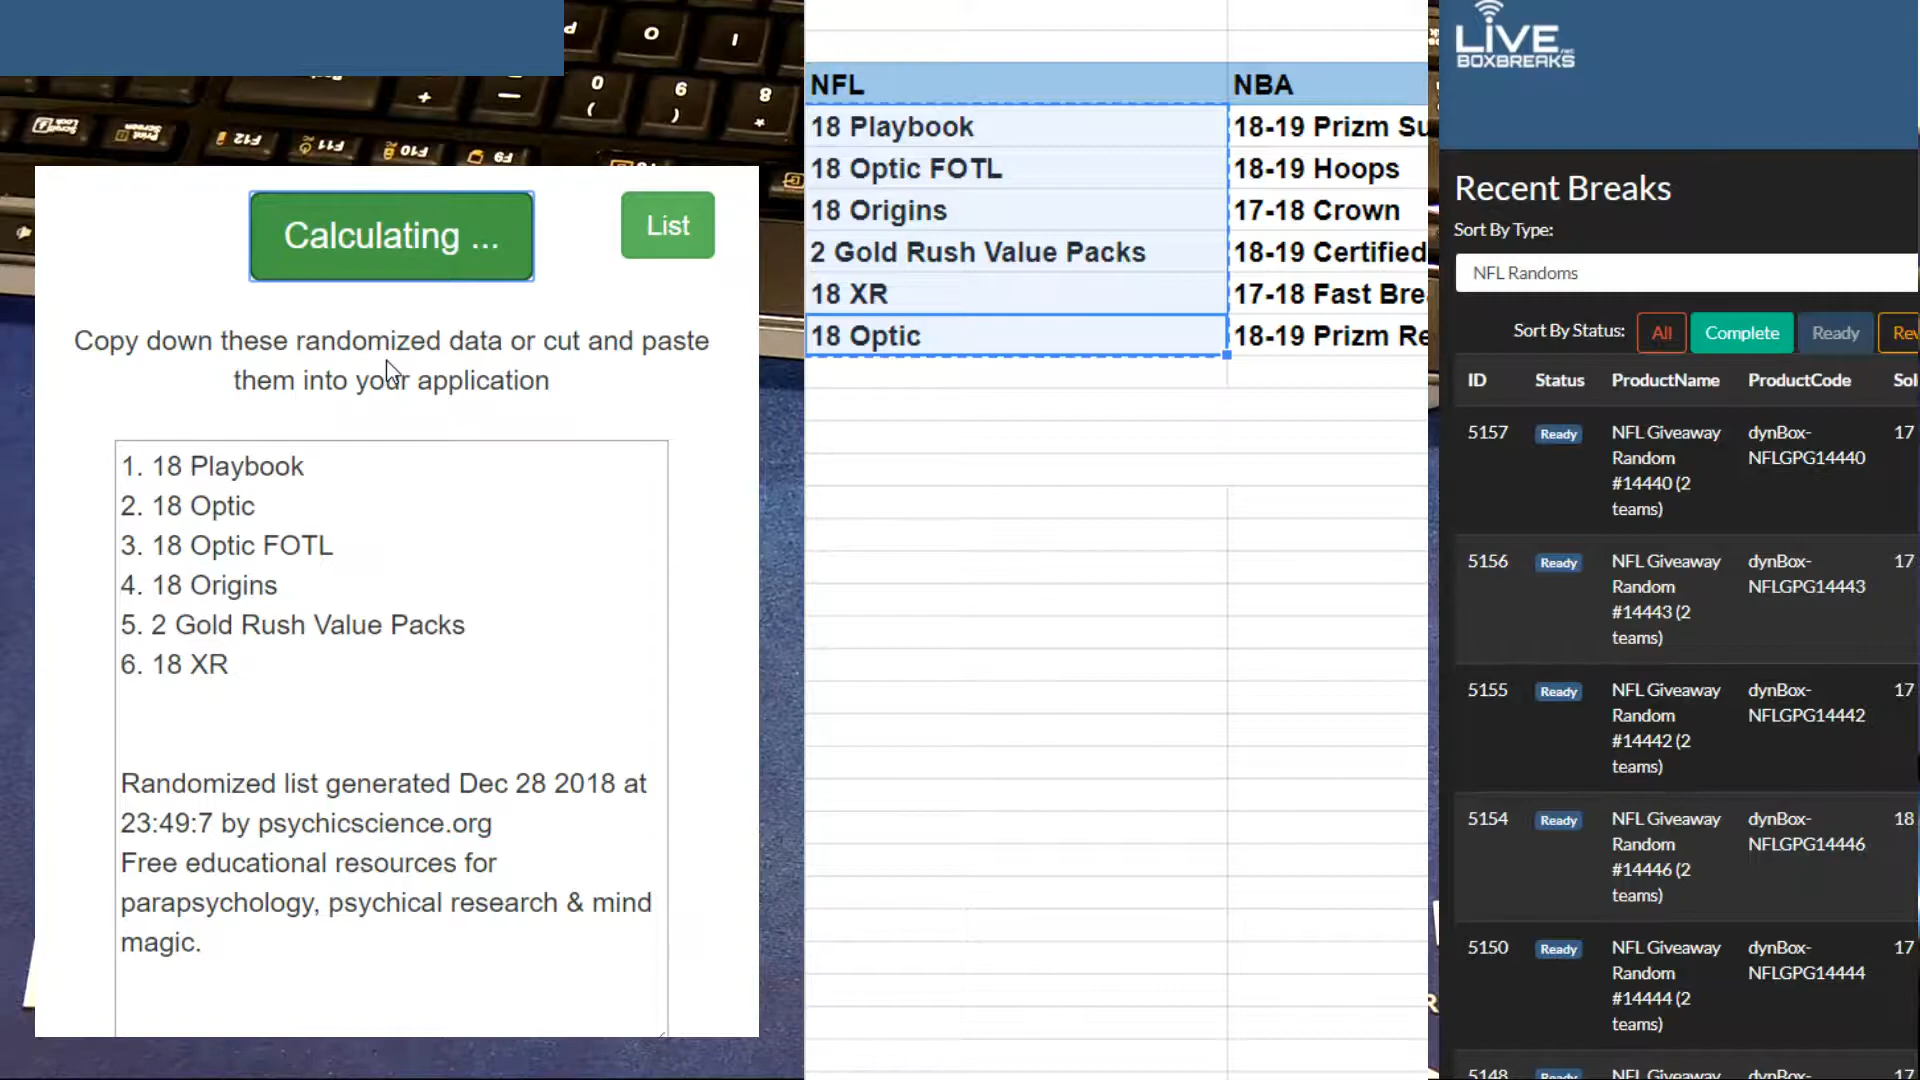 Calculating ...
List
Copy down these randomized data or cut and paste
them into your application
1. 18 Playbook
2. 18 Optic
3. 18 Optic FOTL
4. 18 Origins
5. 2 Gold Rush Value Packs
6. 18 XR
Randomized list generated Dec 28 2018 at
23:49:7 by psychicscience.org
Free educational resources for
parapsychology, psychical research & mind
magic.
NFL NBA
18 Playbook 18-19 Prizm Su
18 Optic FOTL 18-19 Hoops
18 Origins 17-18 Crown
2 Gold Rush Value Packs 18-19 Certified
18 XR 17-18 Fast Bre
18 Optic 18-19 Prizm Re
LIVE
BOXBREAKS
Recent Breaks
Sort By Type:
NFL Randoms
Sort By Status: All Complete Ready Rev
ID Status ProductName ProductCode Sol
5157 Ready NFL Giveaway dynBox- 17
Random NFLGPG14440
#14440 (2
teams)
5156 Ready NFL Giveaway dynBox- 17
Random NFLGPG14443
#14443 (2
teams)
5155 Ready NFL Giveaway dynBox- 17
Random NFLGPG14442
#14442 (2
teams)
5154 Ready NFL Giveaway dynBox- 18
Random NFLGPG14446
#14446 (2
teams)
5150 Ready NFL Giveaway dynBox- 17
Random NFLGPG14444
#14444 (2
teams)
5148 Ready NFL Giveaway dynBox- 17